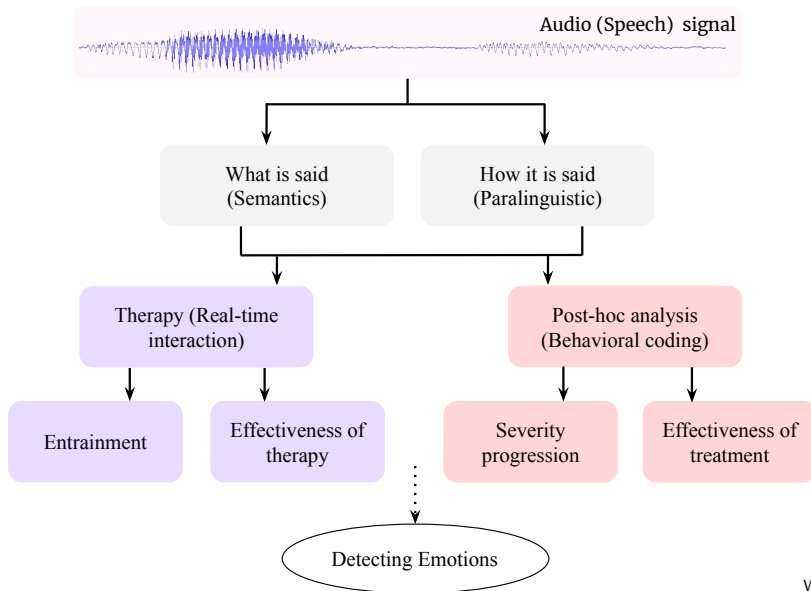 Audio (Speech) signal
What is said
(Semantics)
How it is said
(Paralinguistic)
Therapy (Real-time
interaction)
Post-hoc analysis
(Behavioral coding)
Entrainment
Effectiveness of
therapy
Severity
progression
Effectiveness of
treatment
Detecting Emotions